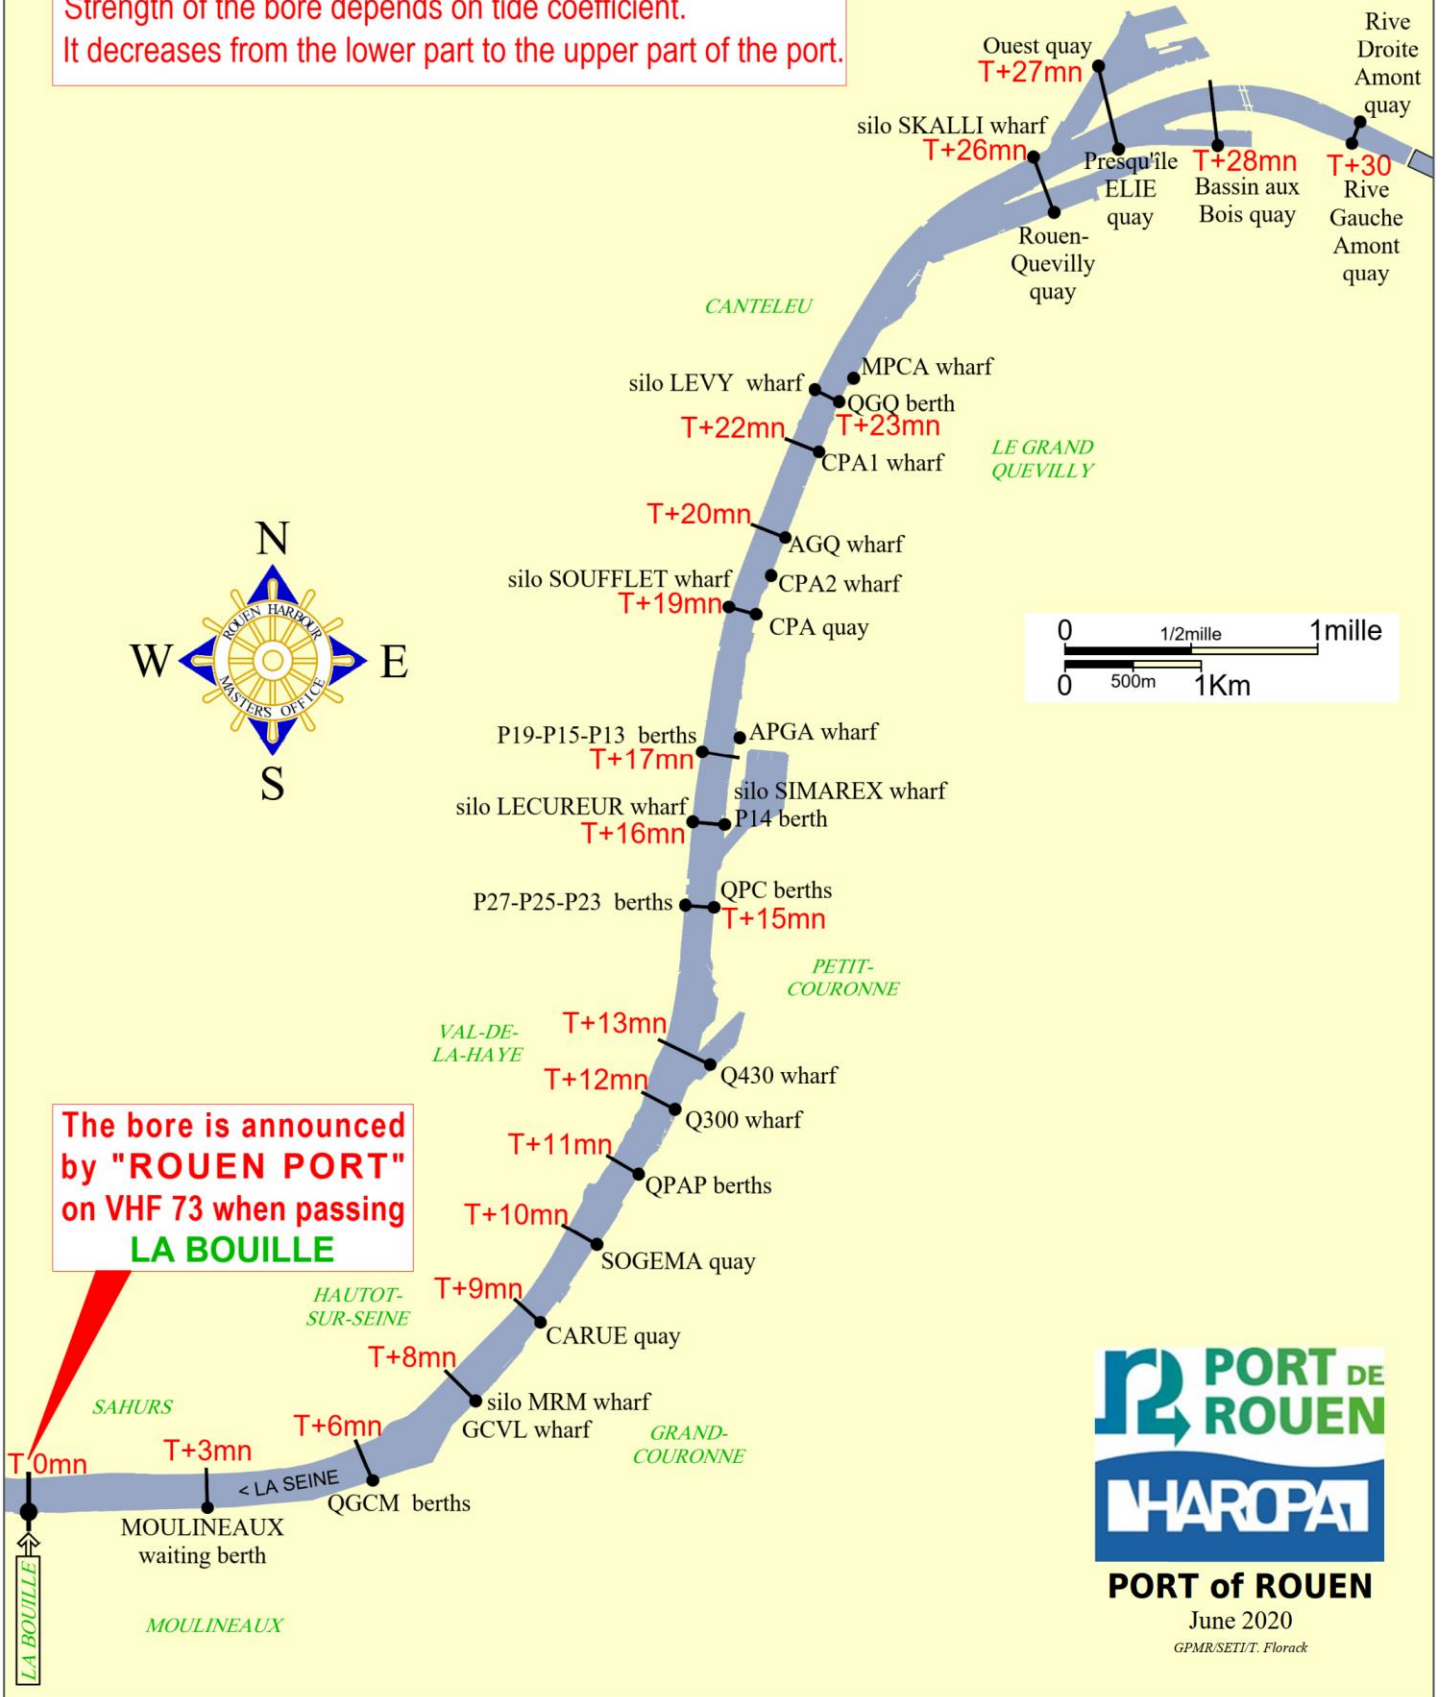 Strength of the bore depends on tide coefficient.
It decreases from the lower part to the upper part of the port.
Rive
Droite
Amont
quay
Ouest quay
T+27mn
silo SKALLI wharf
T+26mn
Presqu'île
ELIE
quay
T+28mn
Bassin aux
Bois quay
T+30
Rive
Gauche
Amont
quay
Rouen-
Quevilly
quay
CANTELEU
MPCA wharf
silo LEVY wharf
QGQ berth
T+23mn
T+22mn
CPA1 wharf
LE GRAND
QUEVILLY
T+20mn
AGQ wharf
silo SOUFFLET wharf
T+19mn
CPA2 wharf
CPA quay
N
W
E
S
ROUEN HARBOUR
MASTER'S OFFICE
0 1/2mille 1mille
0 500m 1Km
P19-P15-P13 berths
T+17mn
APGA wharf
silo LECUREUR wharf
T+16mn
silo SIMAREX wharf
P14 berth
P27-P25-P23 berths
QPC berths
T+15mn
PETIT-
COURONNE
VAL-DE-
LA-HAYE
T+13mn
Q430 wharf
T+12mn
Q300 wharf
The bore is announced
by "ROUEN PORT"
on VHF 73 when passing
LA BOUILLE
T+11mn
QPAP berths
T+10mn
SOGEMA quay
HAUTOT-
SUR-SEINE
T+9mn
CARUE quay
T+8mn
silo MRM wharf
GCVL wharf
GRAND-
COURONNE
SAHURS
T+6mn
T 0mn
T+3mn
< LA SEINE
QGCM berths
MOULINEAUX
waiting berth
LA BOUILLE
MOULINEAUX
PORT DE
ROUEN
HAROPA
PORT of ROUEN
June 2020
GPMR/SETI/T. Florack